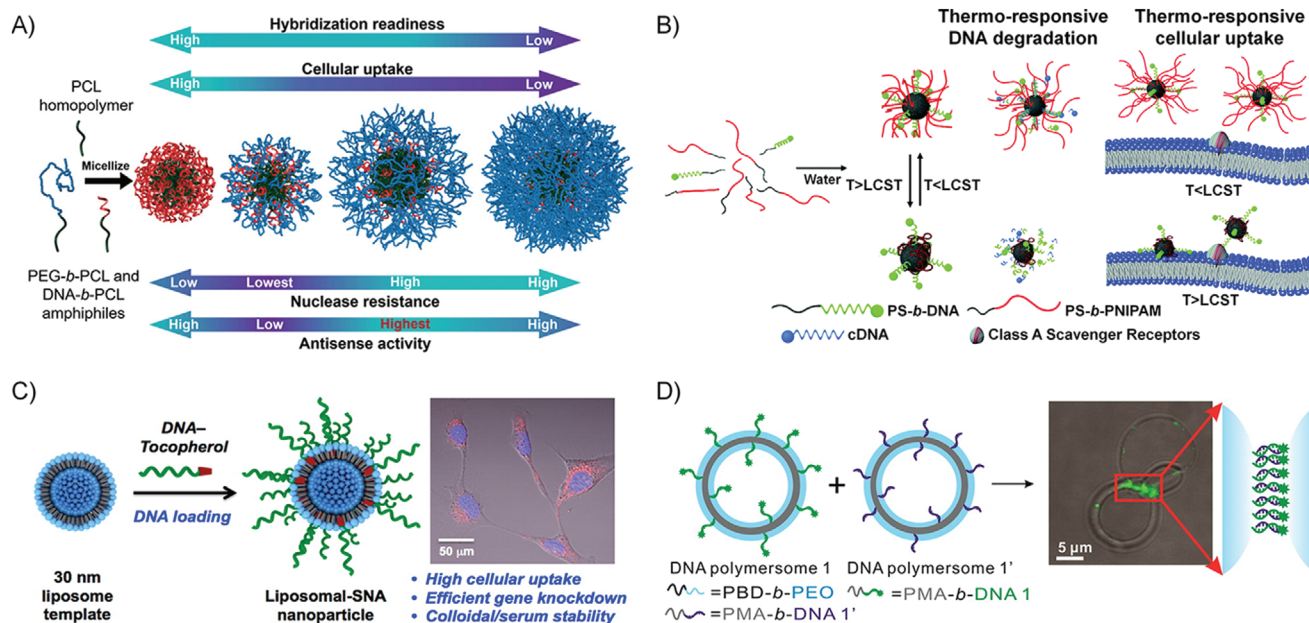 A)
Hybridization readiness
High
Low
Cellular uptake
High
Low
PCL
homopolymer
Micellize
PEG-b-PCL and
DNA-b-PCL
amphiphiles
Low
Lowest
High
High
Nuclease resistance
High
Low
Highest
High
Antisense activity
B)
Thermo-responsive
DNA degradation
Thermo-responsive
cellular uptake
Water
T>LCST
T<LCST
T<LCST
T>LCST
PS-b-DNA
PS-b-PNIPAM
cDNA
Class A Scavenger Receptors
C)
DNA–
Tocopherol
DNA loading
30 nm
liposome
template
Liposomal-SNA
nanoparticle
50 μm
• High cellular uptake
• Efficient gene knockdown
• Colloidal/serum stability
D)
+
5 μm
DNA polymersome 1
DNA polymersome 1'
=PBD-b-PEO
=PMA-b-DNA 1
=PMA-b-DNA 1'